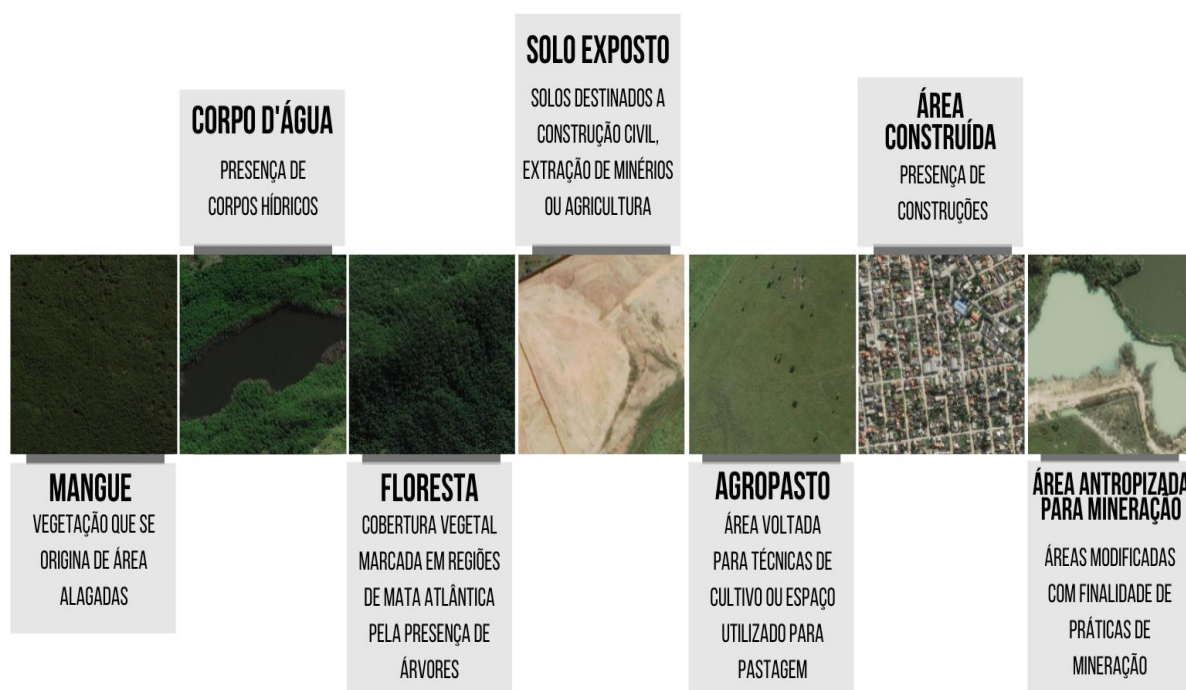 MANGUE
VEGETAÇÃO QUE SE
ORIGINA DE ÁREA
ALAGADAS
CORPO D'ÁGUA
PRESENÇA DE
CORPOS HÍDRICOS
FLORESTA
COBERTURA VEGETAL
MARCADA EM REGIÕES
DE MATA ATLÂNTICA
PELA PRESENÇA DE
ÁRVORES
SOLO EXPOSTO
SOLOS DESTINADOS A
CONSTRUÇÃO CIVIL,
EXTRAÇÃO DE MINÉRIOS
OU AGRICULTURA
AGROPASTO
ÁREA VOLTADA
PARA TÉCNICAS DE
CULTIVO OU ESPAÇO
UTILIZADO PARA
PASTAGEM
ÁREA
CONSTRUÍDA
PRESENÇA DE
CONSTRUÇÕES
ÁREA ANTROPIZADA
PARA MINERAÇÃO
ÁREAS MODIFICADAS
COM FINALIDADE DE
PRÁTICAS DE
MINERAÇÃO